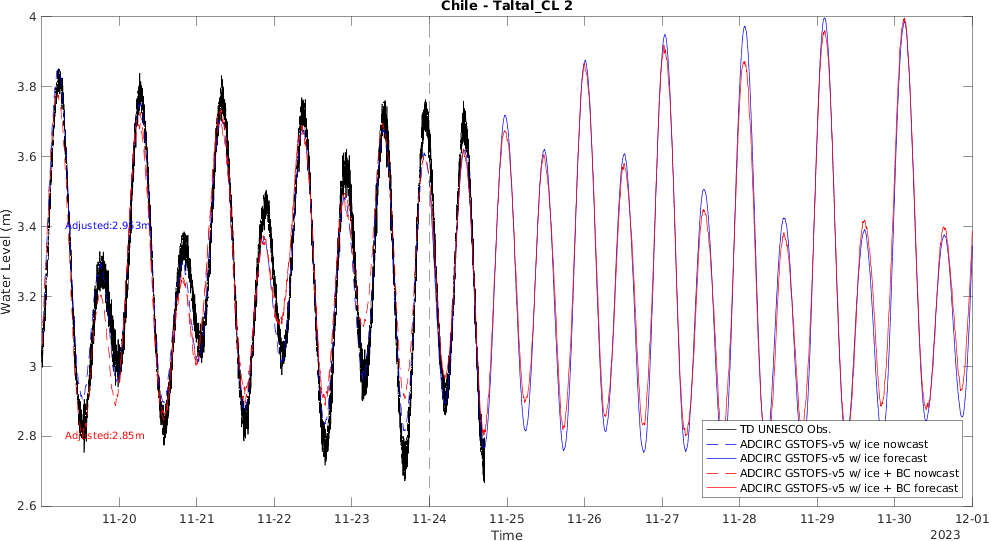 Chile - Taltal_CL 2
4
3.8
3.6
3.4
3.2
3
2.8
2.6
Water Level (m)
Adjusted:2.953m
Adjusted:2.85m
TD UNESCO Obs.
ADCIRC GSTOFS-v5 w/ ice nowcast
ADCIRC GSTOFS-v5 w/ ice forecast
ADCIRC GSTOFS-v5 w/ ice + BC nowcast
ADCIRC GSTOFS-v5 w/ ice + BC forecast
11-20 11-21 11-22 11-23 11-24 11-25 11-26 11-27 11-28 11-29 11-30 12-01
Time
2023